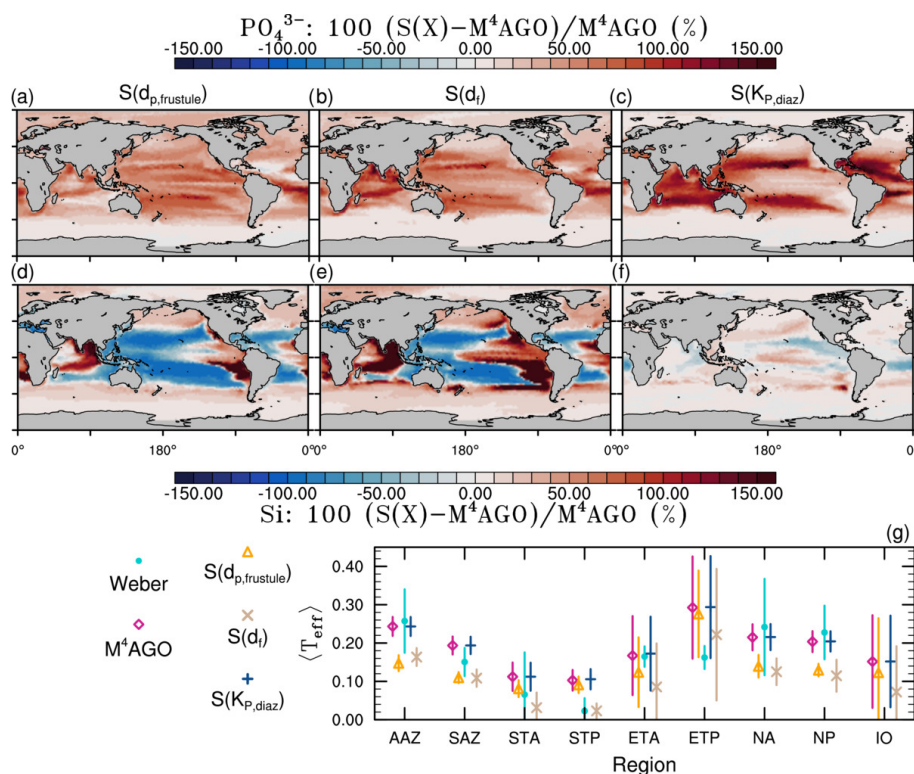 PO₄³⁻: 100 (S(X)−M⁴AGO)/M⁴AGO (%)
-150.00 -100.00 -50.00 0.00 50.00 100.00 150.00
(a) S(dp,frustule) (b) S(df) (c) S(KP,diaz)
(d) (e) (f)
0° 180° 0° 180° 0° 180° 0°
-150.00 -100.00 -50.00 0.00 50.00 100.00 150.00
Si: 100 (S(X)−M⁴AGO)/M⁴AGO (%)
(g)
Weber
M⁴AGO
S(dp,frustule)
S(df)
S(KP,diaz)
⟨Teff⟩
0.40
0.30
0.20
0.10
0.00
AAZ SAZ STA STP ETA ETP NA NP IO
Region